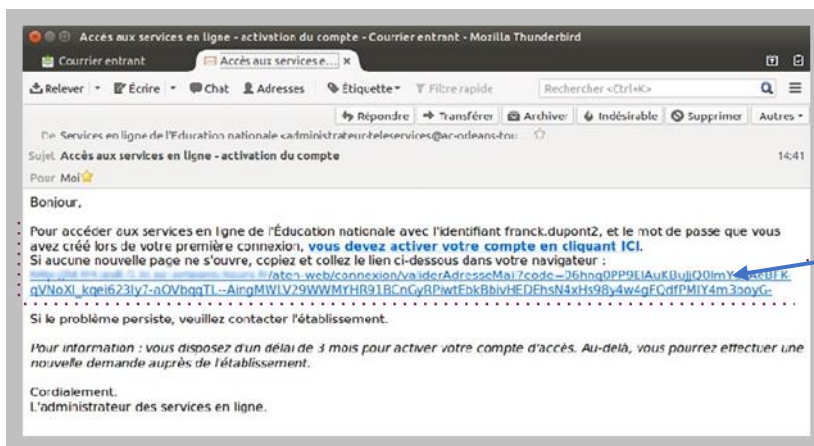 Accès aux services en ligne - activation du compte - Courrier entrant - Mozilla Thunderbird
Courrier entrant Accès aux services e... ×
Relever Écrire Chat Adresses Étiquette Filtre rapide Rechercher <Ctrl+K>
Répondre Transférer Archiver Indésirable Supprimer Autres
De Services en ligne de l'Education nationale <administrateur-teleservices@ac-orleans-tou...
Sujet Accès aux services en ligne - activation du compte 14:41
Pour Moi
Bonjour,
Pour accéder aux services en ligne de l'Éducation nationale avec l'identifiant franck.dupont2, et le mot de passe que vous
avez créé lors de votre première connexion, vous devez activer votre compte en cliquant ICI.
Si aucune nouvelle page ne s'ouvre, copiez et collez le lien ci-dessous dans votre navigateur :
Si le problème persiste, veuillez contacter l'établissement.
Pour information : vous disposez d'un délai de 3 mois pour activer votre compte d'accès. Au-delà, vous pourrez effectuer une
nouvelle demande auprès de l'établissement.
Cordialement.
L'administrateur des services en ligne.